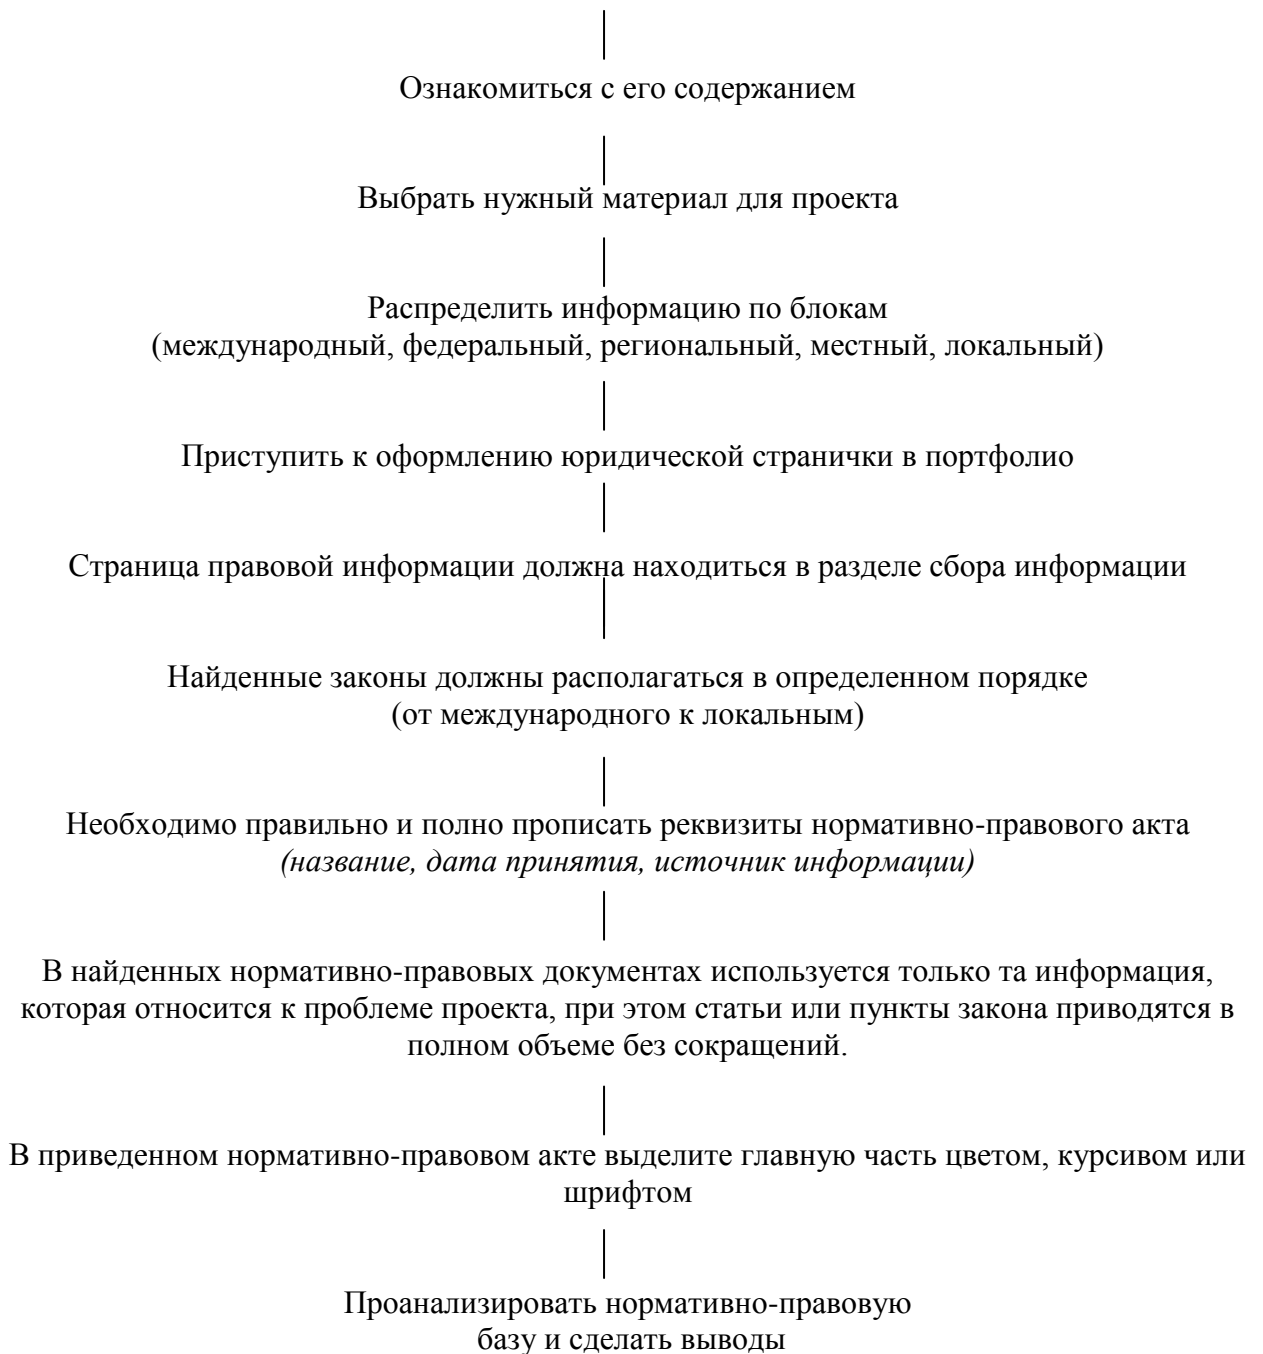 Ознакомиться с его содержанием
Выбрать нужный материал для проекта
Распределить информацию по блокам
(международный, федеральный, региональный, местный, локальный)
Приступить к оформлению юридической странички в портфолио
Страница правовой информации должна находиться в разделе сбора информации
Найденные законы должны располагаться в определенном порядке
(от международного к локальным)
Необходимо правильно и полно прописать реквизиты нормативно-правового акта
(название, дата принятия, источник информации)
В найденных нормативно-правовых документах используется только та информация,
которая относится к проблеме проекта, при этом статьи или пункты закона приводятся в
полном объеме без сокращений.
В приведенном нормативно-правовом акте выделите главную часть цветом, курсивом или
шрифтом
Проанализировать нормативно-правовую
базу и сделать выводы